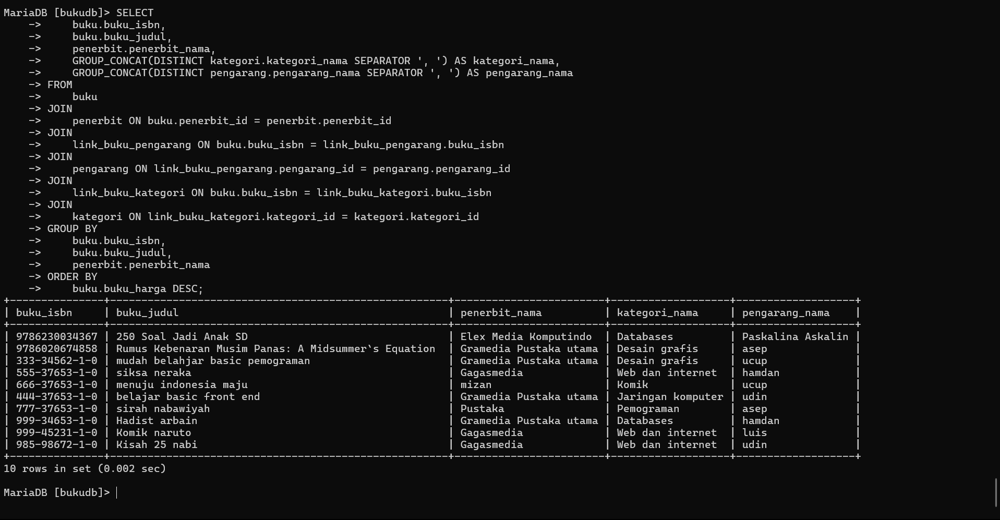 MariaDB [bukudb]> SELECT
    ->     buku.buku_isbn,
    ->     buku.buku_judul,
    ->     penerbit.penerbit_nama,
    ->     GROUP_CONCAT(DISTINCT kategori.kategori_nama SEPARATOR ', ') AS kategori_nama,
    ->     GROUP_CONCAT(DISTINCT pengarang.pengarang_nama SEPARATOR ', ') AS pengarang_nama
    -> FROM
    ->     buku
    -> JOIN
    ->     penerbit ON buku.penerbit_id = penerbit.penerbit_id
    -> JOIN
    ->     link_buku_pengarang ON buku.buku_isbn = link_buku_pengarang.buku_isbn
    -> JOIN
    ->     pengarang ON link_buku_pengarang.pengarang_id = pengarang.pengarang_id
    -> JOIN
    ->     link_buku_kategori ON buku.buku_isbn = link_buku_kategori.buku_isbn
    -> JOIN
    ->     kategori ON link_buku_kategori.kategori_id = kategori.kategori_id
    -> GROUP BY
    ->     buku.buku_isbn,
    ->     buku.buku_judul,
    ->     penerbit.penerbit_nama
    -> ORDER BY
    ->     buku.buku_harga DESC;
+---------------+------------------------------------------------------+------------------------+-------------------+-------------------+
| buku_isbn     | buku_judul                                           | penerbit_nama          | kategori_nama     | pengarang_nama    |
+---------------+------------------------------------------------------+------------------------+-------------------+-------------------+
| 9786230034367 | 250 Soal Jadi Anak SD                                | Elex Media Komputindo  | Databases         | Paskalina Askalin |
| 9786020674858 | Rumus Kebenaran Musim Panas: A Midsummer`s Equation  | Gramedia Pustaka utama | Desain grafis     | asep              |
| 333-34562-1-0 | mudah belahjar basic pemograman                      | Gramedia Pustaka utama | Desain grafis     | ucup              |
| 555-37653-1-0 | siksa neraka                                         | Gagasmedia             | Web dan internet  | hamdan            |
| 666-37653-1-0 | menuju indonesia maju                                | mizan                  | Komik             | ucup              |
| 444-37653-1-0 | belajar basic front end                              | Gramedia Pustaka utama | Jaringan komputer | udin              |
| 777-37653-1-0 | sirah nabawiyah                                      | Pustaka                | Pemograman        | asep              |
| 999-34653-1-0 | Hadist arbain                                        | Gramedia Pustaka utama | Databases         | hamdan            |
| 999-45231-1-0 | Komik naruto                                         | Gagasmedia             | Web dan internet  | luis              |
| 985-98672-1-0 | Kisah 25 nabi                                        | Gagasmedia             | Web dan internet  | udin              |
+---------------+------------------------------------------------------+------------------------+-------------------+-------------------+
10 rows in set (0.002 sec)

MariaDB [bukudb]>